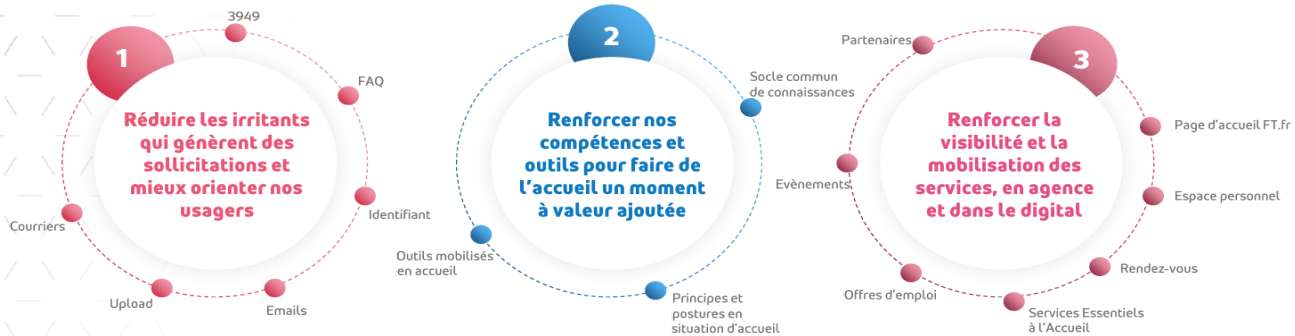 1
3949
FAQ
Réduire les irritants
qui génèrent des
sollicitations et
mieux orienter nos
usagers
Identifiant
Courriers
Upload
Emails
2
Socle commun
de connaissances
Renforcer nos
compétences et
outils pour faire de
l'accueil un moment
à valeur ajoutée
Outils mobilisés
en accueil
Principes et
postures en
situation d'accueil
3
Partenaires
Page d'accueil FT.fr
Renforcer la
visibilité et la
mobilisation des
services, en agence
et dans le digital
Evènements
Espace personnel
Rendez-vous
Offres d'emploi
Services Essentiels
à l'Accueil